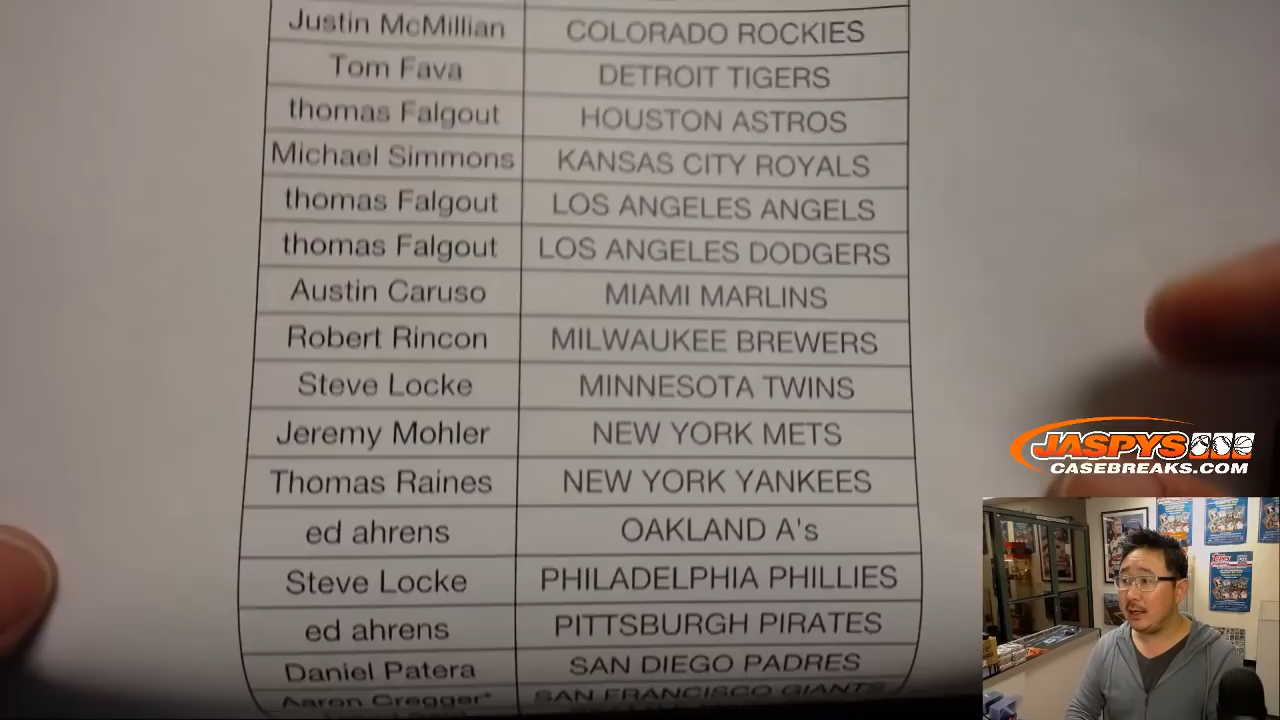 Justin McMillian COLORADO ROCKIES
Tom Fava DETROIT TIGERS
thomas Falgout HOUSTON ASTROS
Michael Simmons KANSAS CITY ROYALS
thomas Falgout LOS ANGELES ANGELS
thomas Falgout LOS ANGELES DODGERS
Austin Caruso MIAMI MARLINS
Robert Rincon MILWAUKEE BREWERS
Steve Locke MINNESOTA TWINS
Jeremy Mohler NEW YORK METS
Thomas Raines NEW YORK YANKEES
ed ahrens OAKLAND A's
Steve Locke PHILADELPHIA PHILLIES
ed ahrens PITTSBURGH PIRATES
Daniel Patera SAN DIEGO PADRES
Aaron Gregger* SAN FRANCISCO GIANTS
JASPYS
CASEBREAKS.COM